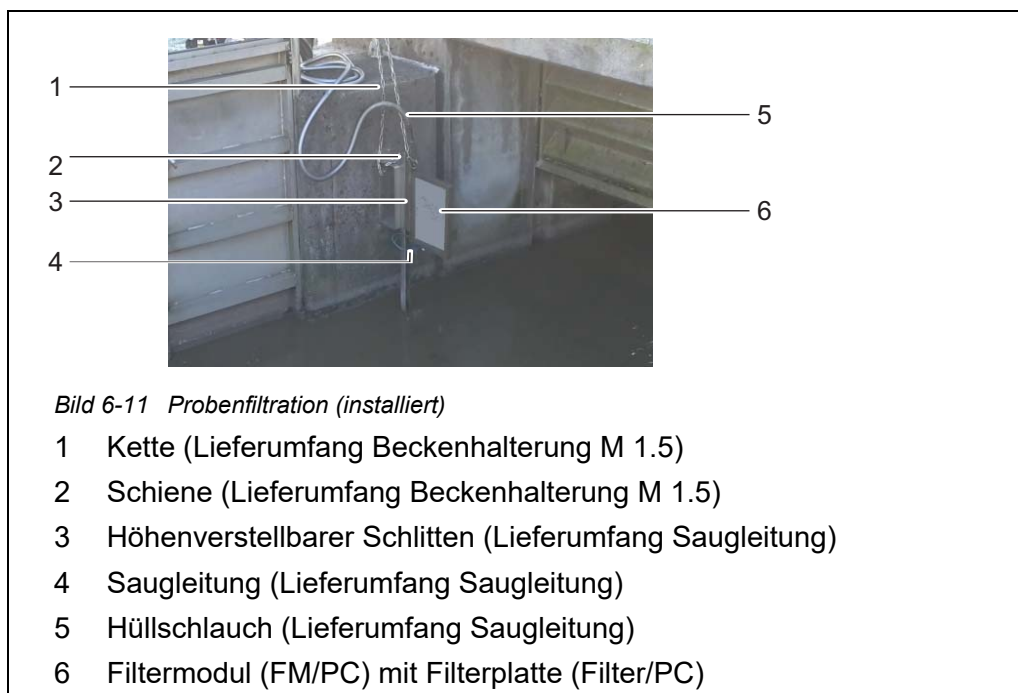 1
2
3
4
5
6
Bild 6-11 Probenfiltration (installiert)
1 Kette (Lieferumfang Beckenhalterung M 1.5)
2 Schiene (Lieferumfang Beckenhalterung M 1.5)
3 Höhenverstellbarer Schlitten (Lieferumfang Saugleitung)
4 Saugleitung (Lieferumfang Saugleitung)
5 Hüllschlauch (Lieferumfang Saugleitung)
6 Filtermodul (FM/PC) mit Filterplatte (Filter/PC)